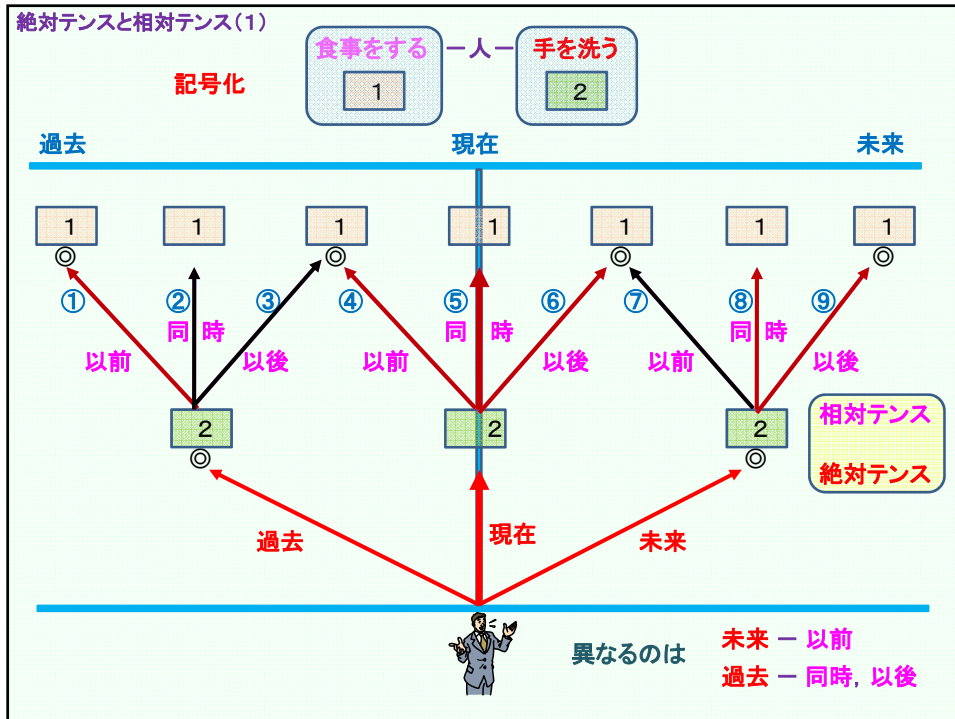 絶対テンスと相対テンス(1)
食事をする －人－ 手を洗う
記号化 1 2
過去 現在 未来
1 1 1 1 1 1 1
◎ ◎ ◎ ◎
① ② ③ ④ ⑤ ⑥ ⑦ ⑧ ⑨
同 時 同 時 同 時
以前 以後 以前 以後 以前 以後
2 2 2
相対テンス
◎ ◎
絶対テンス
過去 現在 未来
異なるのは
未来 － 以前
過去 － 同時，以後